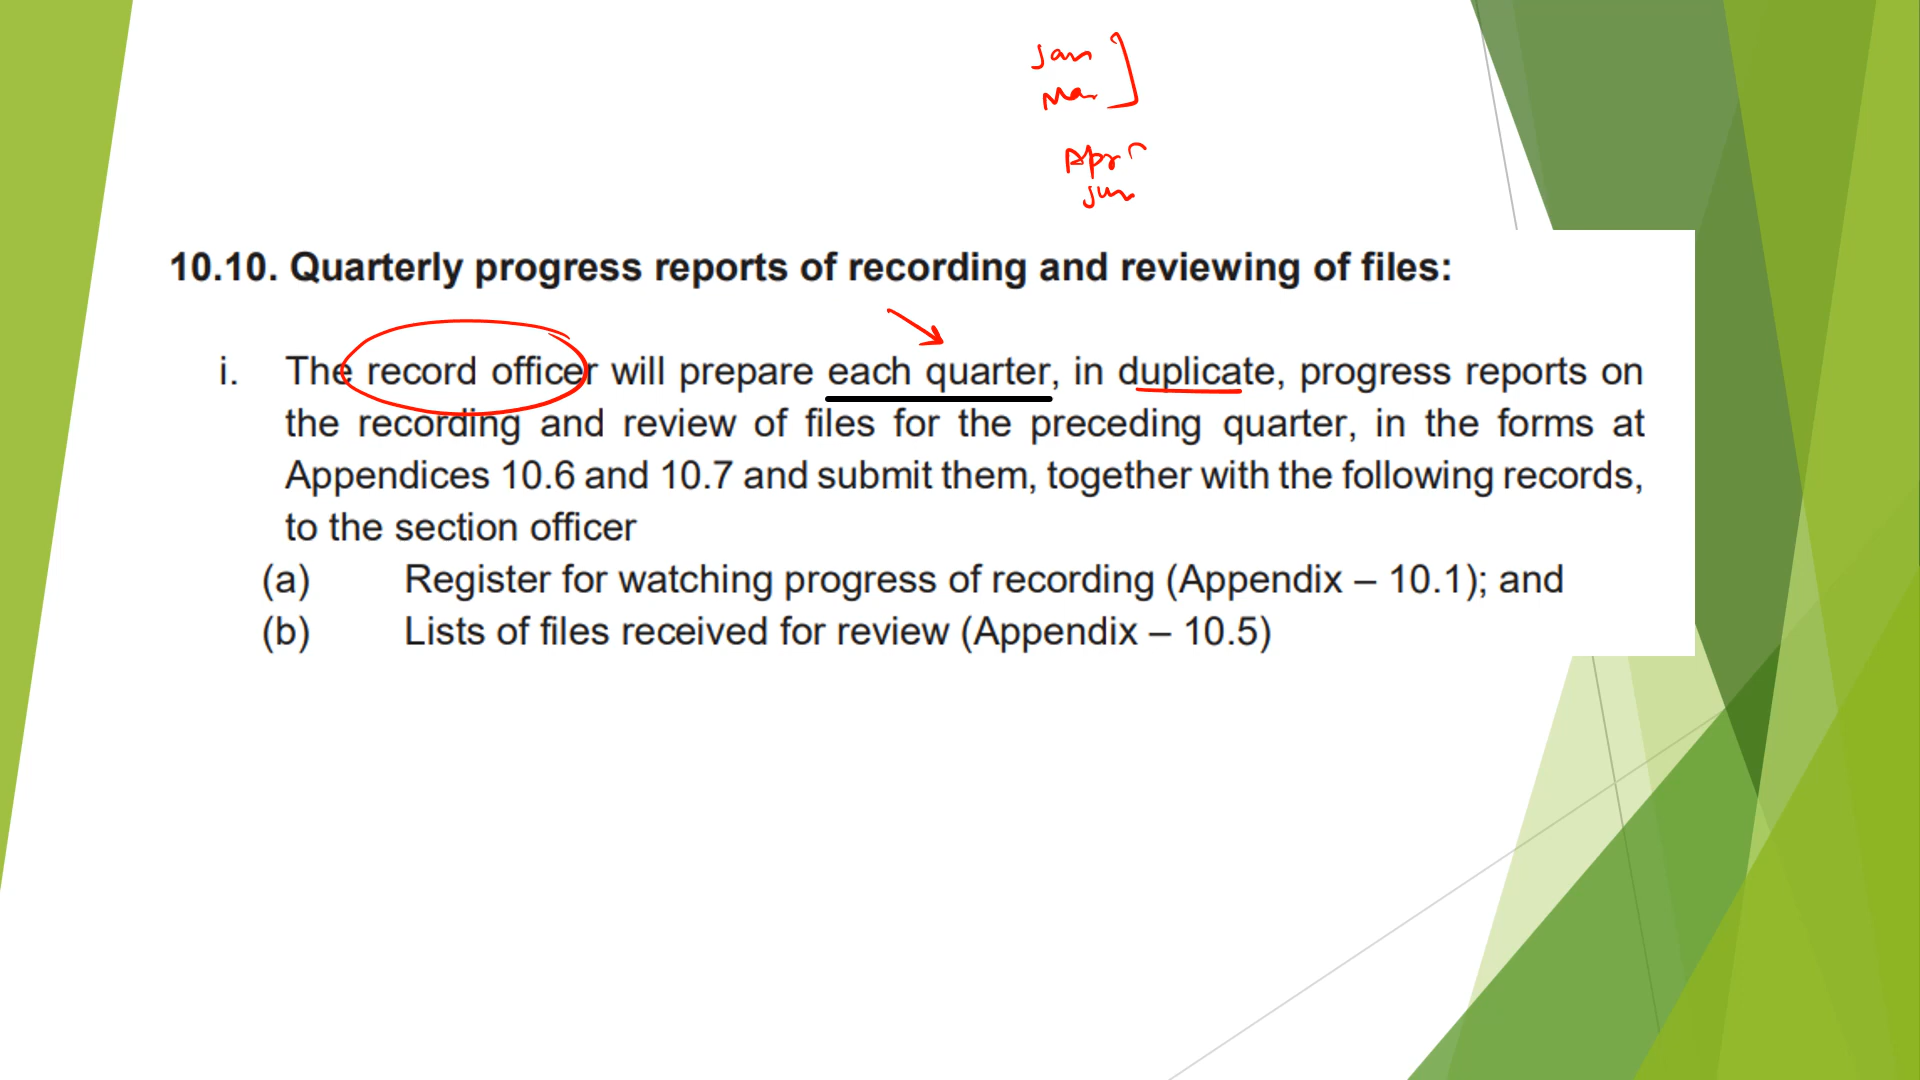 Jan
Mar
Apr
Jun
10.10. Quarterly progress reports of recording and reviewing of files:
i. The record officer will prepare each quarter, in duplicate, progress reports on
the recording and review of files for the preceding quarter, in the forms at
Appendices 10.6 and 10.7 and submit them, together with the following records,
to the section officer
(a) Register for watching progress of recording (Appendix – 10.1); and
(b) Lists of files received for review (Appendix – 10.5)